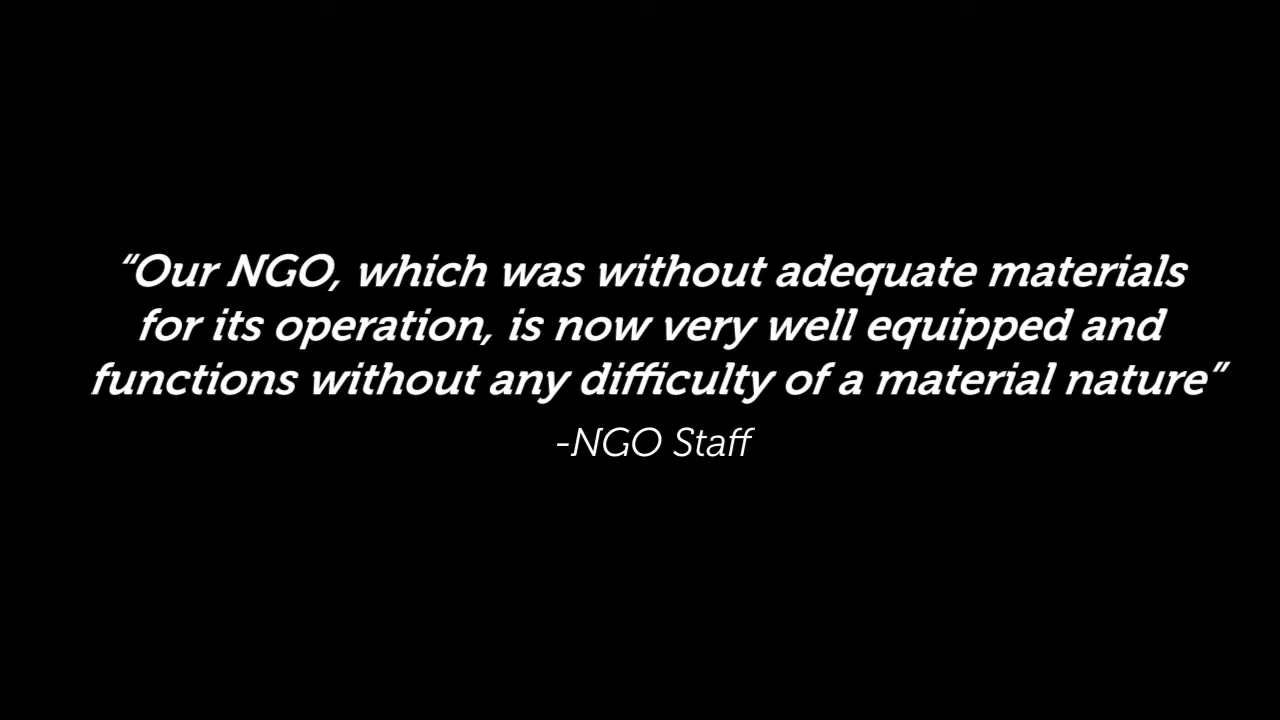 “Our NGO, which was without adequate materials
for its operation, is now very well equipped and
functions without any difficulty of a material nature”
-NGO Staff